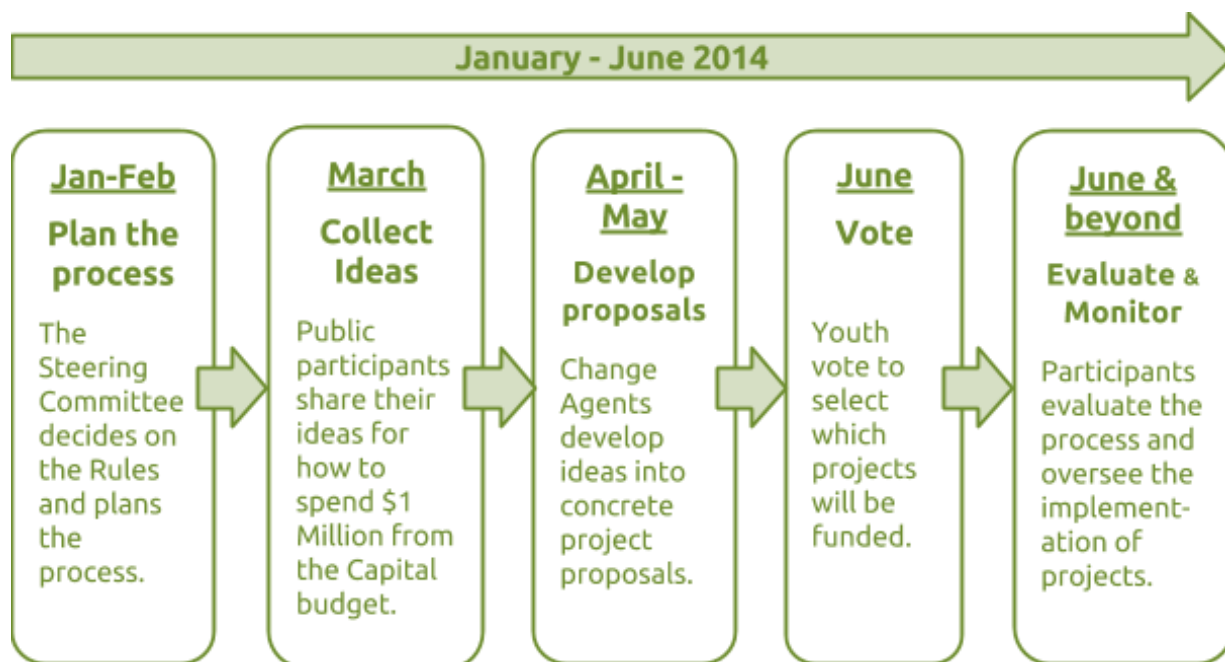 January - June 2014
Jan-Feb
Plan the
process
The
Steering
Committee
decides on
the Rules
and plans
the
process.
March
Collect
Ideas
Public
participants
share their
ideas for
how to
spend $1
Million from
the Capital
budget.
April -
May
Develop
proposals
Change
Agents
develop
ideas into
concrete
project
proposals.
June
Vote
Youth
vote to
select
which
projects
will be
funded.
June &
beyond
Evaluate &
Monitor
Participants
evaluate the
process and
oversee the
implement-
ation of
projects.